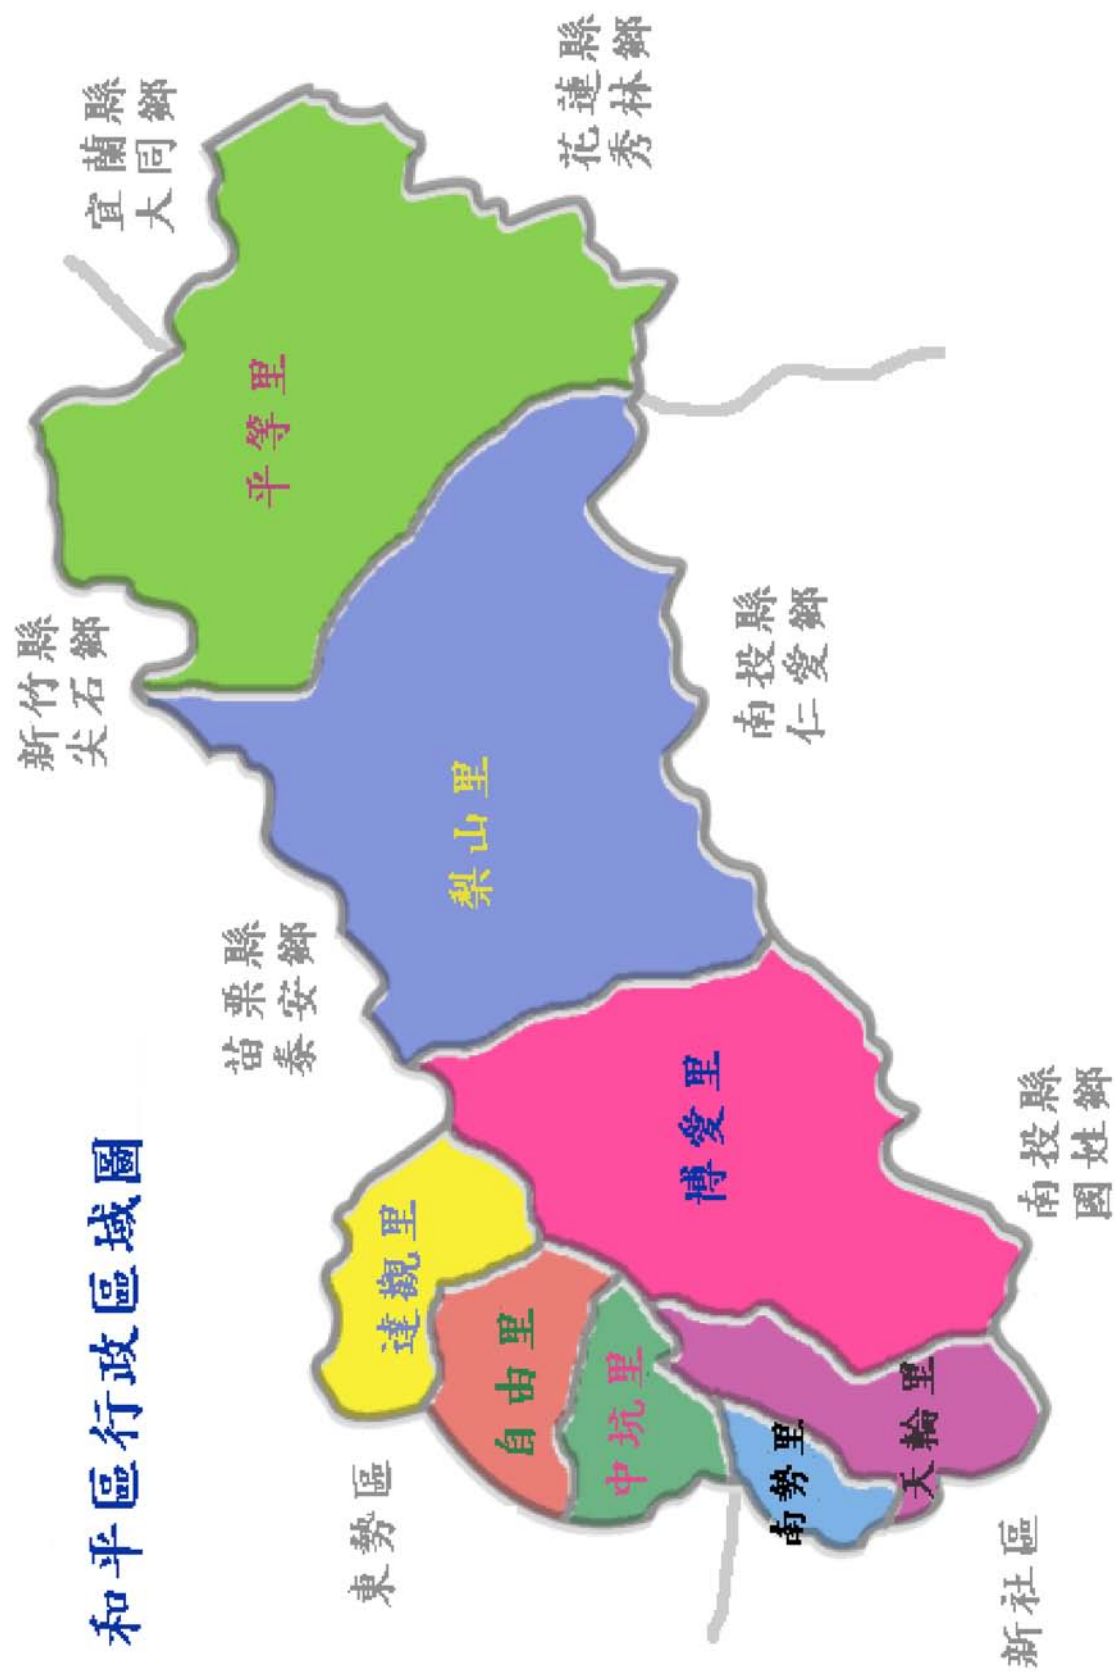 和平區行政區域圖
新竹縣
尖石鄉
宜蘭縣
大同鄉
平等里
花蓮縣
秀林鄉
苗栗縣
泰安鄉
梨山里
南投縣
仁愛鄉
東勢區
達觀里
自由里
中坑里
博愛里
南勢里
天輪里
新社區
南投縣
國姓鄉